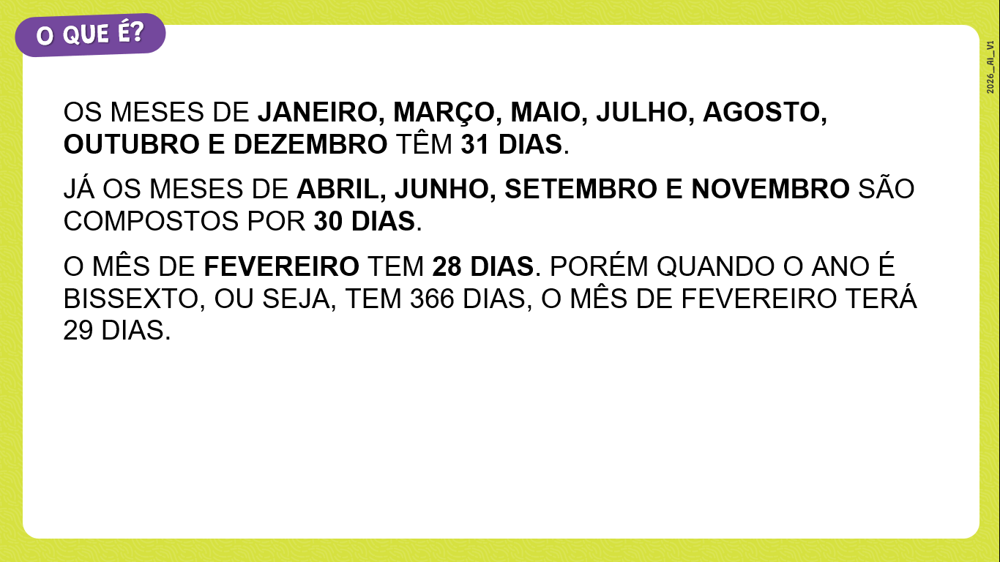 O QUE É?
2026_AI_V1
OS MESES DE JANEIRO, MARÇO, MAIO, JULHO, AGOSTO,
OUTUBRO E DEZEMBRO TÊM 31 DIAS.
JÁ OS MESES DE ABRIL, JUNHO, SETEMBRO E NOVEMBRO SÃO
COMPOSTOS POR 30 DIAS.
O MÊS DE FEVEREIRO TEM 28 DIAS. PORÉM QUANDO O ANO É
BISSEXTO, OU SEJA, TEM 366 DIAS, O MÊS DE FEVEREIRO TERÁ
29 DIAS.